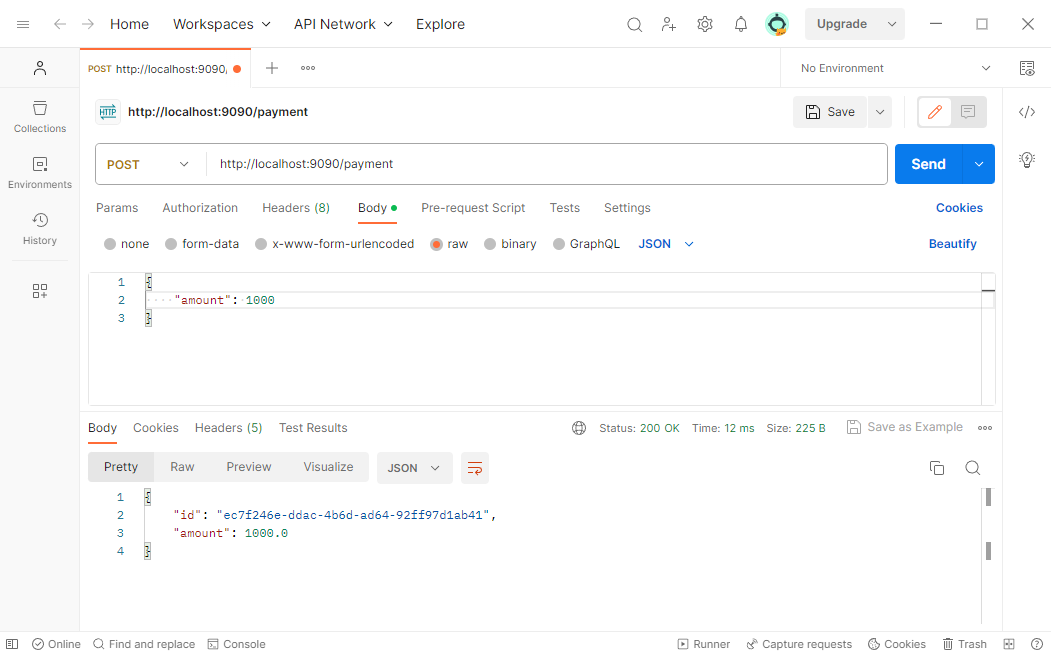 Home Workspaces API Network Explore Upgrade
POST http://localhost:9090/ No Environment
HTTP http://localhost:9090/payment Save
Collections
Environments
History
POST http://localhost:9090/payment Send
Params Authorization Headers (8) Body Pre-request Script Tests Settings Cookies
none form-data x-www-form-urlencoded raw binary GraphQL JSON Beautify
1 {
2 "amount": 1000
3 }
Body Cookies Headers (5) Test Results Status: 200 OK Time: 12 ms Size: 225 B Save as Example
Pretty Raw Preview Visualize JSON
1 {
2 "id": "ec7f246e-ddac-4b6d-ad64-92ff97d1ab41",
3 "amount": 1000.0
4 }
Online Find and replace Console Runner Capture requests Cookies Trash